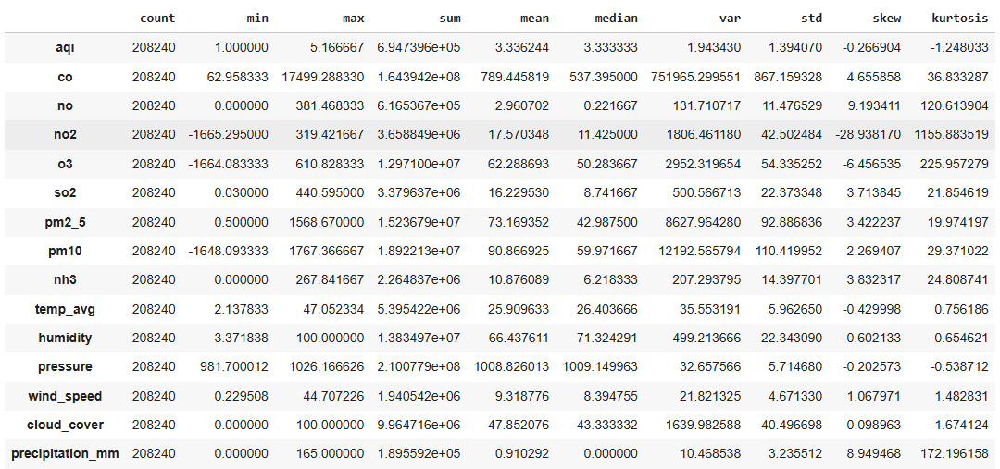 count min max sum mean median var std skew kurtosis
aqi 208240 1.000000 5.166667 6.947396e+05 3.336244 3.333333 1.943430 1.394070 -0.266904 -1.248033
co 208240 62.958333 17499.288330 1.643942e+08 789.445819 537.395000 751965.299551 867.159328 4.655858 36.833287
no 208240 0.000000 381.468333 6.165367e+05 2.960702 0.221667 131.710717 11.476529 9.193411 120.613904
no2 208240 -1665.295000 319.421667 3.658849e+06 17.570348 11.425000 1806.461180 42.502484 -28.938170 1155.883519
o3 208240 -1664.083333 610.828333 1.297100e+07 62.288693 50.283667 2952.319654 54.335252 -6.456535 225.957279
so2 208240 0.030000 440.595000 3.379637e+06 16.229530 8.741667 500.566713 22.373348 3.713845 21.854619
pm2_5 208240 0.500000 1568.670000 1.523679e+07 73.169352 42.987500 8627.964280 92.886836 3.422237 19.974197
pm10 208240 -1648.093333 1767.366667 1.892213e+07 90.866925 59.971667 12192.565794 110.419952 2.269407 29.371022
nh3 208240 0.000000 267.841667 2.264837e+06 10.876089 6.218333 207.293795 14.397701 3.832317 24.808741
temp_avg 208240 2.137833 47.052334 5.395422e+06 25.909633 26.403666 35.553191 5.962650 -0.429998 0.756186
humidity 208240 3.371838 100.000000 1.383497e+07 66.437611 71.324291 499.213666 22.343090 -0.602133 -0.654621
pressure 208240 981.700012 1026.166626 2.100779e+08 1008.826013 1009.149963 32.657566 5.714680 -0.202573 -0.538712
wind_speed 208240 0.229508 44.707226 1.940542e+06 9.318776 8.394755 21.821325 4.671330 1.067971 1.482831
cloud_cover 208240 0.000000 100.000000 9.964716e+06 47.852076 43.333332 1639.982588 40.496698 0.098963 -1.674124
precipitation_mm 208240 0.000000 165.000000 1.895592e+05 0.910292 0.000000 10.468538 3.235512 8.949468 172.196158